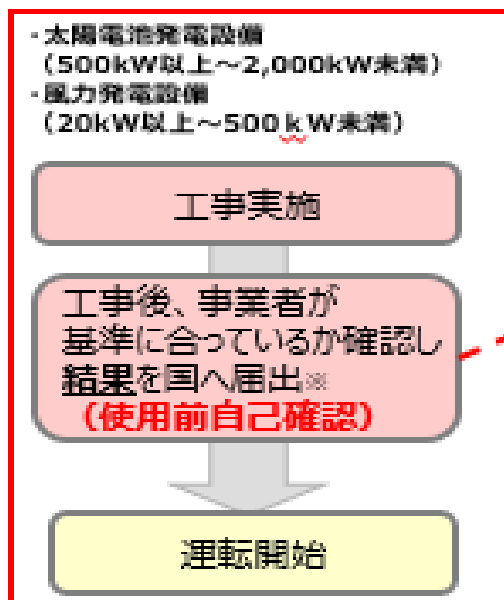 ・太陽電池発電設備
（500kW以上～2,000kW未満）
・風力発電設備
（20kW以上～500ｋW未満）
工事実施
工事後、事業者が
基準に合っているか確認し
結果を国へ届出※
（使用前自己確認）
運転開始